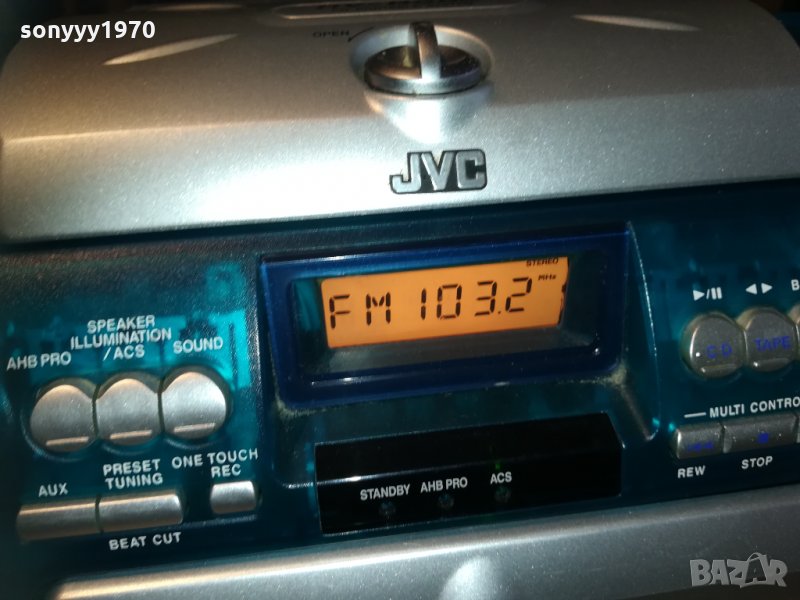 sonyyy1970
OPEN
JVC
STEREO
FM 103.2 MHz
SPEAKER
ILLUMINATION
/ACS
AHB PRO
SOUND
CD
TAPE
MULTI CONTRO
REW
STOP
ONE TOUCH
REC
AUX
PRESET
TUNING
BEAT CUT
STANDBY
AHB PRO
ACS
BAZAR